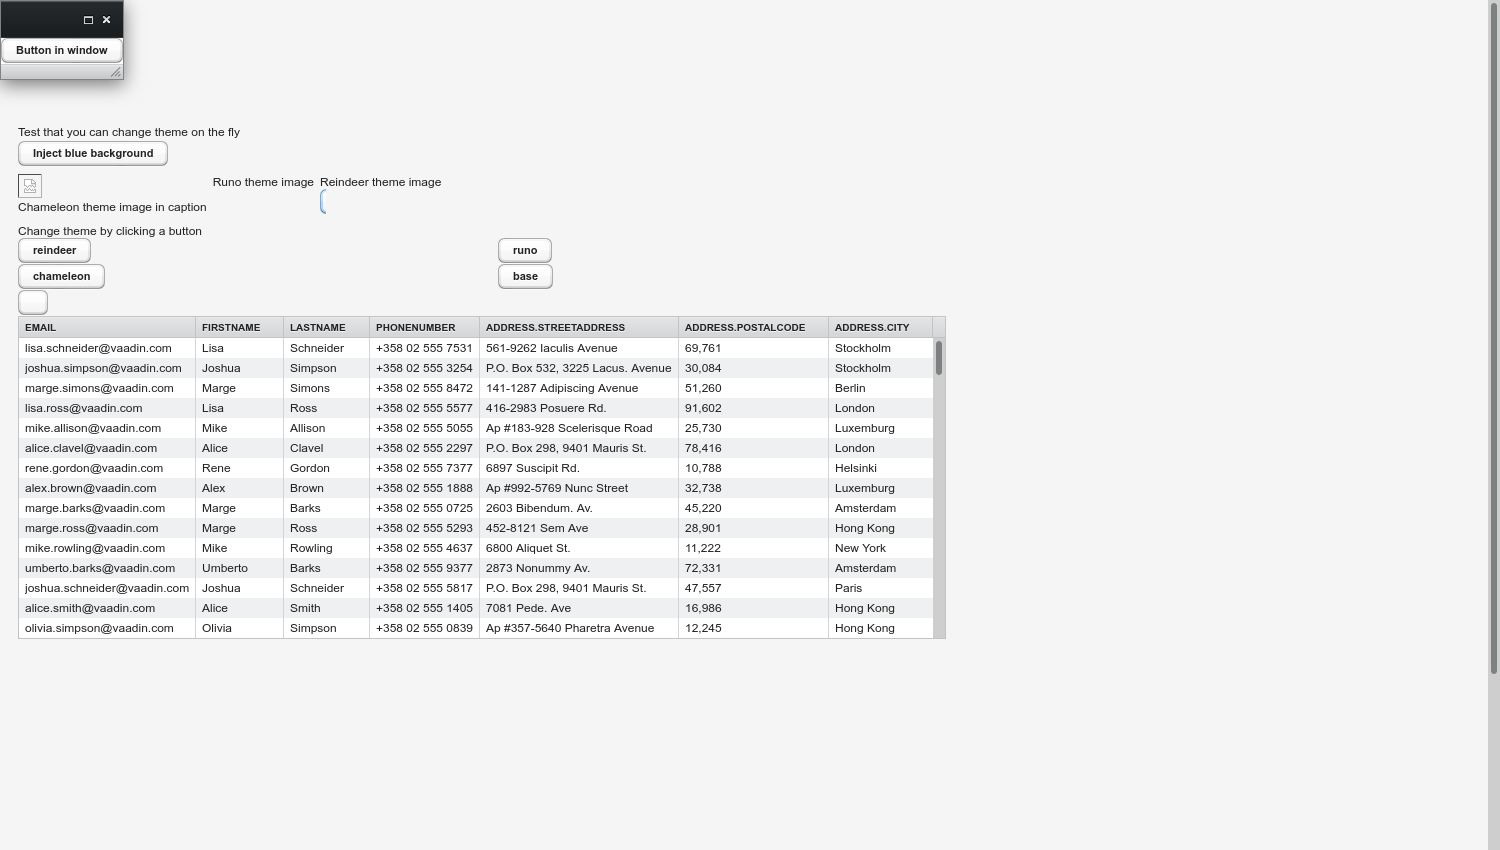 Button in window
Test that you can change theme on the fly
Inject blue background
Runo theme image Reindeer theme image
Chameleon theme image in caption
Change theme by clicking a button
reindeer runo
chameleon base
EMAIL FIRSTNAME LASTNAME PHONENUMBER ADDRESS.STREETADDRESS ADDRESS.POSTALCODE ADDRESS.CITY
lisa.schneider@vaadin.com Lisa Schneider +358 02 555 7531 561-9262 Iaculis Avenue 69,761 Stockholm
joshua.simpson@vaadin.com Joshua Simpson +358 02 555 3254 P.O. Box 532, 3225 Lacus. Avenue 30,084 Stockholm
marge.simons@vaadin.com Marge Simons +358 02 555 8472 141-1287 Adipiscing Avenue 51,260 Berlin
lisa.ross@vaadin.com Lisa Ross +358 02 555 5577 416-2983 Posuere Rd. 91,602 London
mike.allison@vaadin.com Mike Allison +358 02 555 5055 Ap #183-928 Scelerisque Road 25,730 Luxemburg
alice.clavel@vaadin.com Alice Clavel +358 02 555 2297 P.O. Box 298, 9401 Mauris St. 78,416 London
rene.gordon@vaadin.com Rene Gordon +358 02 555 7377 6897 Suscipit Rd. 10,788 Helsinki
alex.brown@vaadin.com Alex Brown +358 02 555 1888 Ap #992-5769 Nunc Street 32,738 Luxemburg
marge.barks@vaadin.com Marge Barks +358 02 555 0725 2603 Bibendum. Av. 45,220 Amsterdam
marge.ross@vaadin.com Marge Ross +358 02 555 5293 452-8121 Sem Ave 28,901 Hong Kong
mike.rowling@vaadin.com Mike Rowling +358 02 555 4637 6800 Aliquet St. 11,222 New York
umberto.barks@vaadin.com Umberto Barks +358 02 555 9377 2873 Nonummy Av. 72,331 Amsterdam
joshua.schneider@vaadin.com Joshua Schneider +358 02 555 5817 P.O. Box 298, 9401 Mauris St. 47,557 Paris
alice.smith@vaadin.com Alice Smith +358 02 555 1405 7081 Pede. Ave 16,986 Hong Kong
olivia.simpson@vaadin.com Olivia Simpson +358 02 555 0839 Ap #357-5640 Pharetra Avenue 12,245 Hong Kong